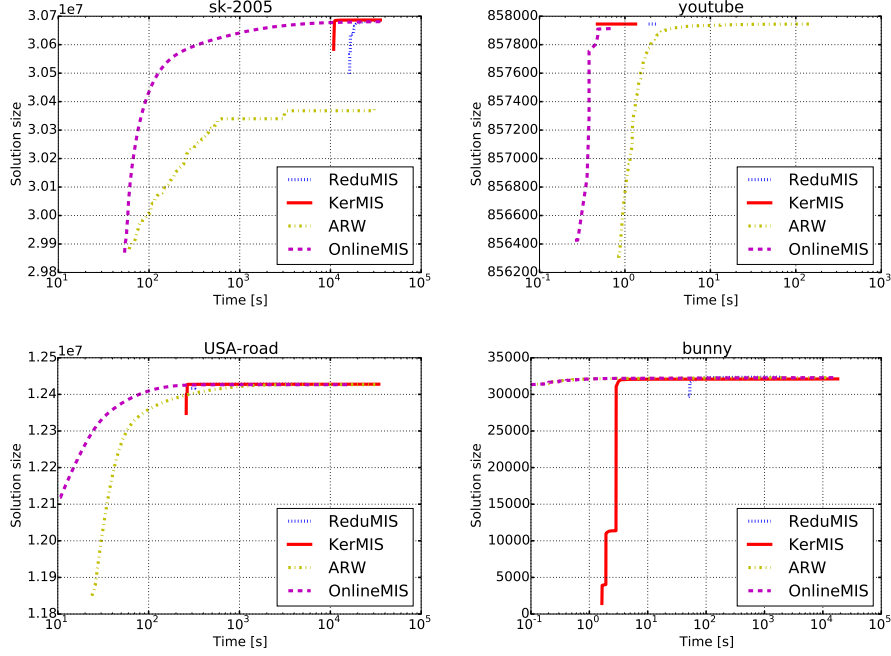 sk-2005
1e7
3.07
3.06
3.05
3.04
3.03
3.02
3.01
3.00
2.99
2.98
Solution size
10^1 10^2 10^3 10^4 10^5
Time [s]
ReduMIS
KerMIS
ARW
OnlineMIS
youtube
858000
857800
857600
857400
857200
857000
856800
856600
856400
856200
Solution size
10^-1 10^0 10^1 10^2 10^3
Time [s]
ReduMIS
KerMIS
ARW
OnlineMIS
USA-road
1e7
1.25
1.24
1.23
1.22
1.21
1.20
1.19
1.18
Solution size
10^1 10^2 10^3 10^4 10^5
Time [s]
ReduMIS
KerMIS
ARW
OnlineMIS
bunny
35000
30000
25000
20000
15000
10000
5000
0
Solution size
10^-1 10^0 10^1 10^2 10^3 10^4 10^5
Time [s]
ReduMIS
KerMIS
ARW
OnlineMIS